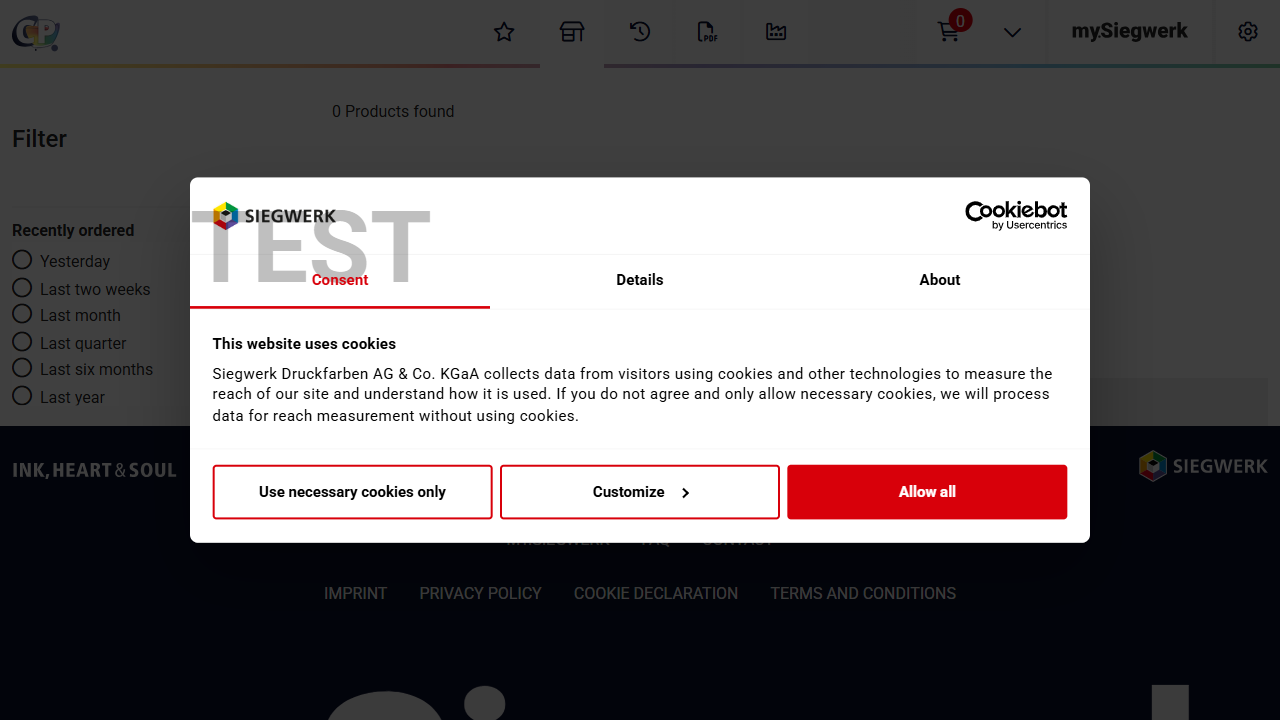 GP
PDF
0
mySiegwerk
0 Products found
Filter
Recently ordered
Yesterday
Last two weeks
Last month
Last quarter
Last six months
Last year
SIEGWERK
TEST
Cookiebot
by Usercentrics
Consent
Details
About
This website uses cookies
Siegwerk Druckfarben AG & Co. KGaA collects data from visitors using cookies and other technologies to measure the
reach of our site and understand how it is used. If you do not agree and only allow necessary cookies, we will process
data for reach measurement without using cookies.
Use necessary cookies only
Customize
Allow all
INK, HEART & SOUL
SIEGWERK
MYSIEGWERK FAQ CONTACT
IMPRINT PRIVACY POLICY COOKIE DECLARATION TERMS AND CONDITIONS